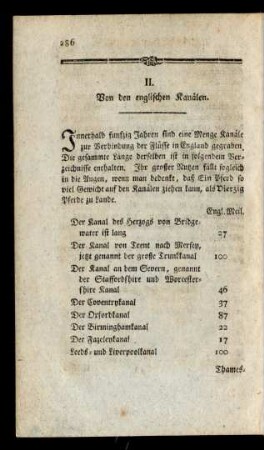 286
II.
Von den englischen Kanälen.
Innerhalb funfzig Jahren sind eine Menge Kanäle
zur Verbindung der Flüsse in England gegraben.
Die gesammte Länge derselben ist in folgendem Ver-
zeichnisse enthalten. Ihr großer Nutzen fällt sogleich
in die Augen, wenn man bedenkt, daß Ein Pferd so
viel Gewicht auf den Kanälen ziehen kann, als Vierzig
Pferde zu Lande.
Engl. Meil.
Der Kanal des Herzogs von Bridge-
water ist lang 27
Der Kanal von Trent nach Mersey,
jetzt genannt der große Trunkkanal 100
Der Kanal an dem Severn, genannt
der Staffordshire und Worcester-
shire Kanal 46
Der Coventrykanal 37
Der Oxfordkanal 87
Der Birminghamkanal 22
Der Fazeleykanal 17
Leeds- und Liverpoolkanal 100
Thames-